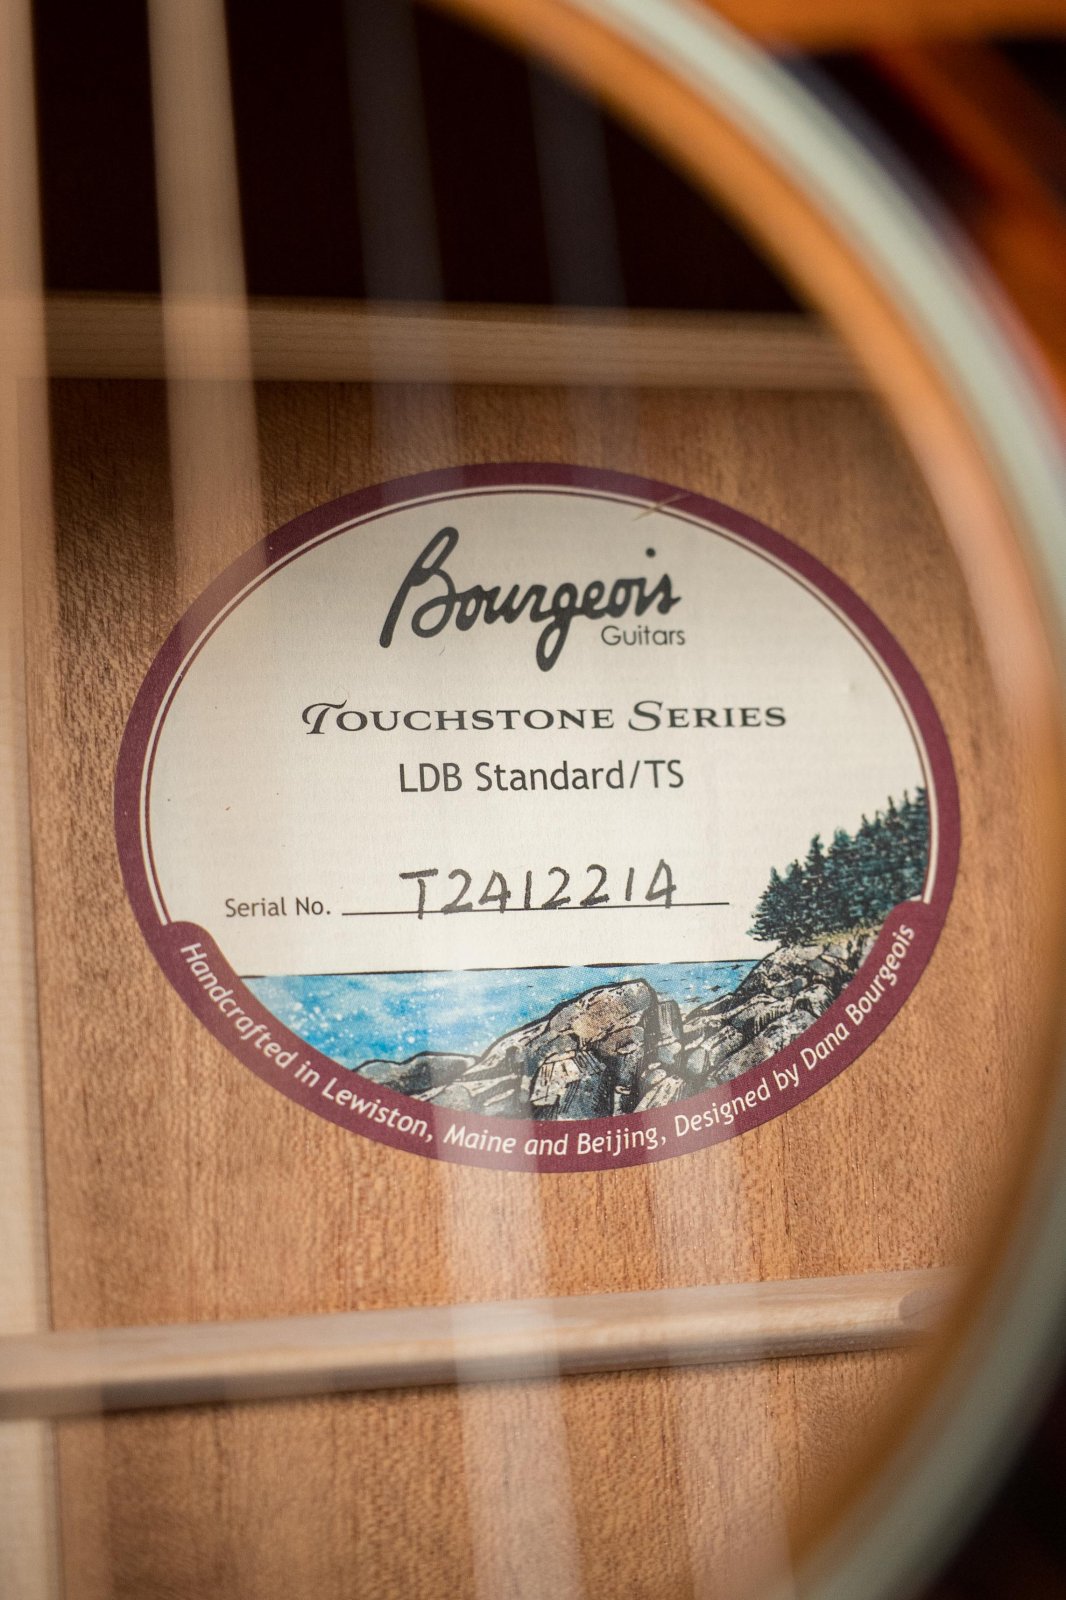 Bourgeois
Guitars
Touchstone Series
LDB Standard/TS
Serial No. T2412214
Handcrafted in Lewiston, Maine and Beijing, Designed by Dana Bourgeois